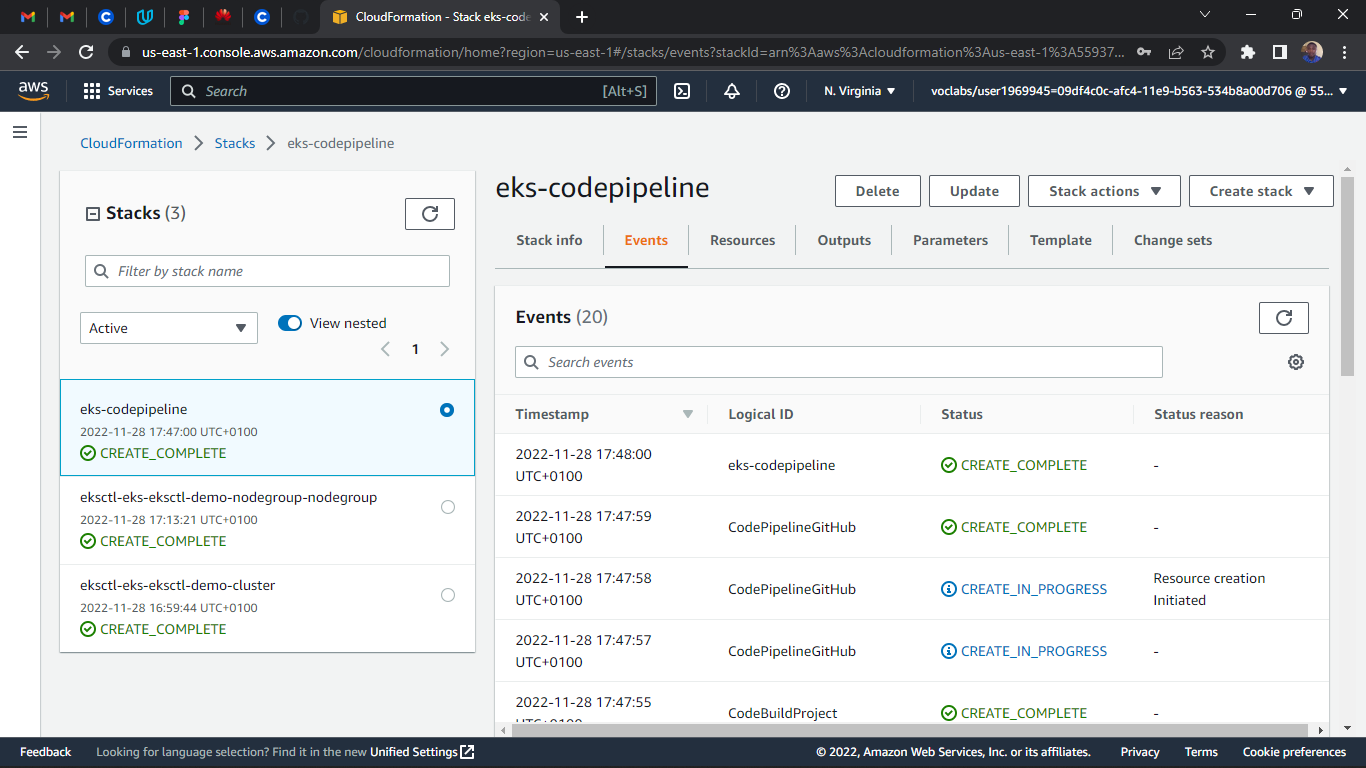 CloudFormation - Stack eks-code
us-east-1.console.aws.amazon.com/cloudformation/home?region=us-east-1#/stacks/events?stackId=arn%3Aaws%3Acloudformation%3Aus-east-1%3A55937...
aws
Services
Search
[Alt+S]
N. Virginia
voclabs/user1969945=09df4c0c-afc4-11e9-b563-534b8a00d706 @ 55...
CloudFormation
Stacks
eks-codepipeline
Stacks (3)
Filter by stack name
Active
View nested
1
eks-codepipeline
2022-11-28 17:47:00 UTC+0100
CREATE_COMPLETE
eksctl-eks-eksctl-demo-nodegroup-nodegroup
2022-11-28 17:13:21 UTC+0100
CREATE_COMPLETE
eksctl-eks-eksctl-demo-cluster
2022-11-28 16:59:44 UTC+0100
CREATE_COMPLETE
eks-codepipeline
Delete
Update
Stack actions
Create stack
Stack info
Events
Resources
Outputs
Parameters
Template
Change sets
Events (20)
Search events
Timestamp
Logical ID
Status
Status reason
2022-11-28 17:48:00
UTC+0100
eks-codepipeline
CREATE_COMPLETE
-
2022-11-28 17:47:59
UTC+0100
CodePipelineGitHub
CREATE_COMPLETE
-
2022-11-28 17:47:58
UTC+0100
CodePipelineGitHub
CREATE_IN_PROGRESS
Resource creation
Initiated
2022-11-28 17:47:57
UTC+0100
CodePipelineGitHub
CREATE_IN_PROGRESS
-
2022-11-28 17:47:55
UTC+0100
CodeBuildProject
CREATE_COMPLETE
-
Feedback
Looking for language selection? Find it in the new Unified Settings
© 2022, Amazon Web Services, Inc. or its affiliates.
Privacy
Terms
Cookie preferences